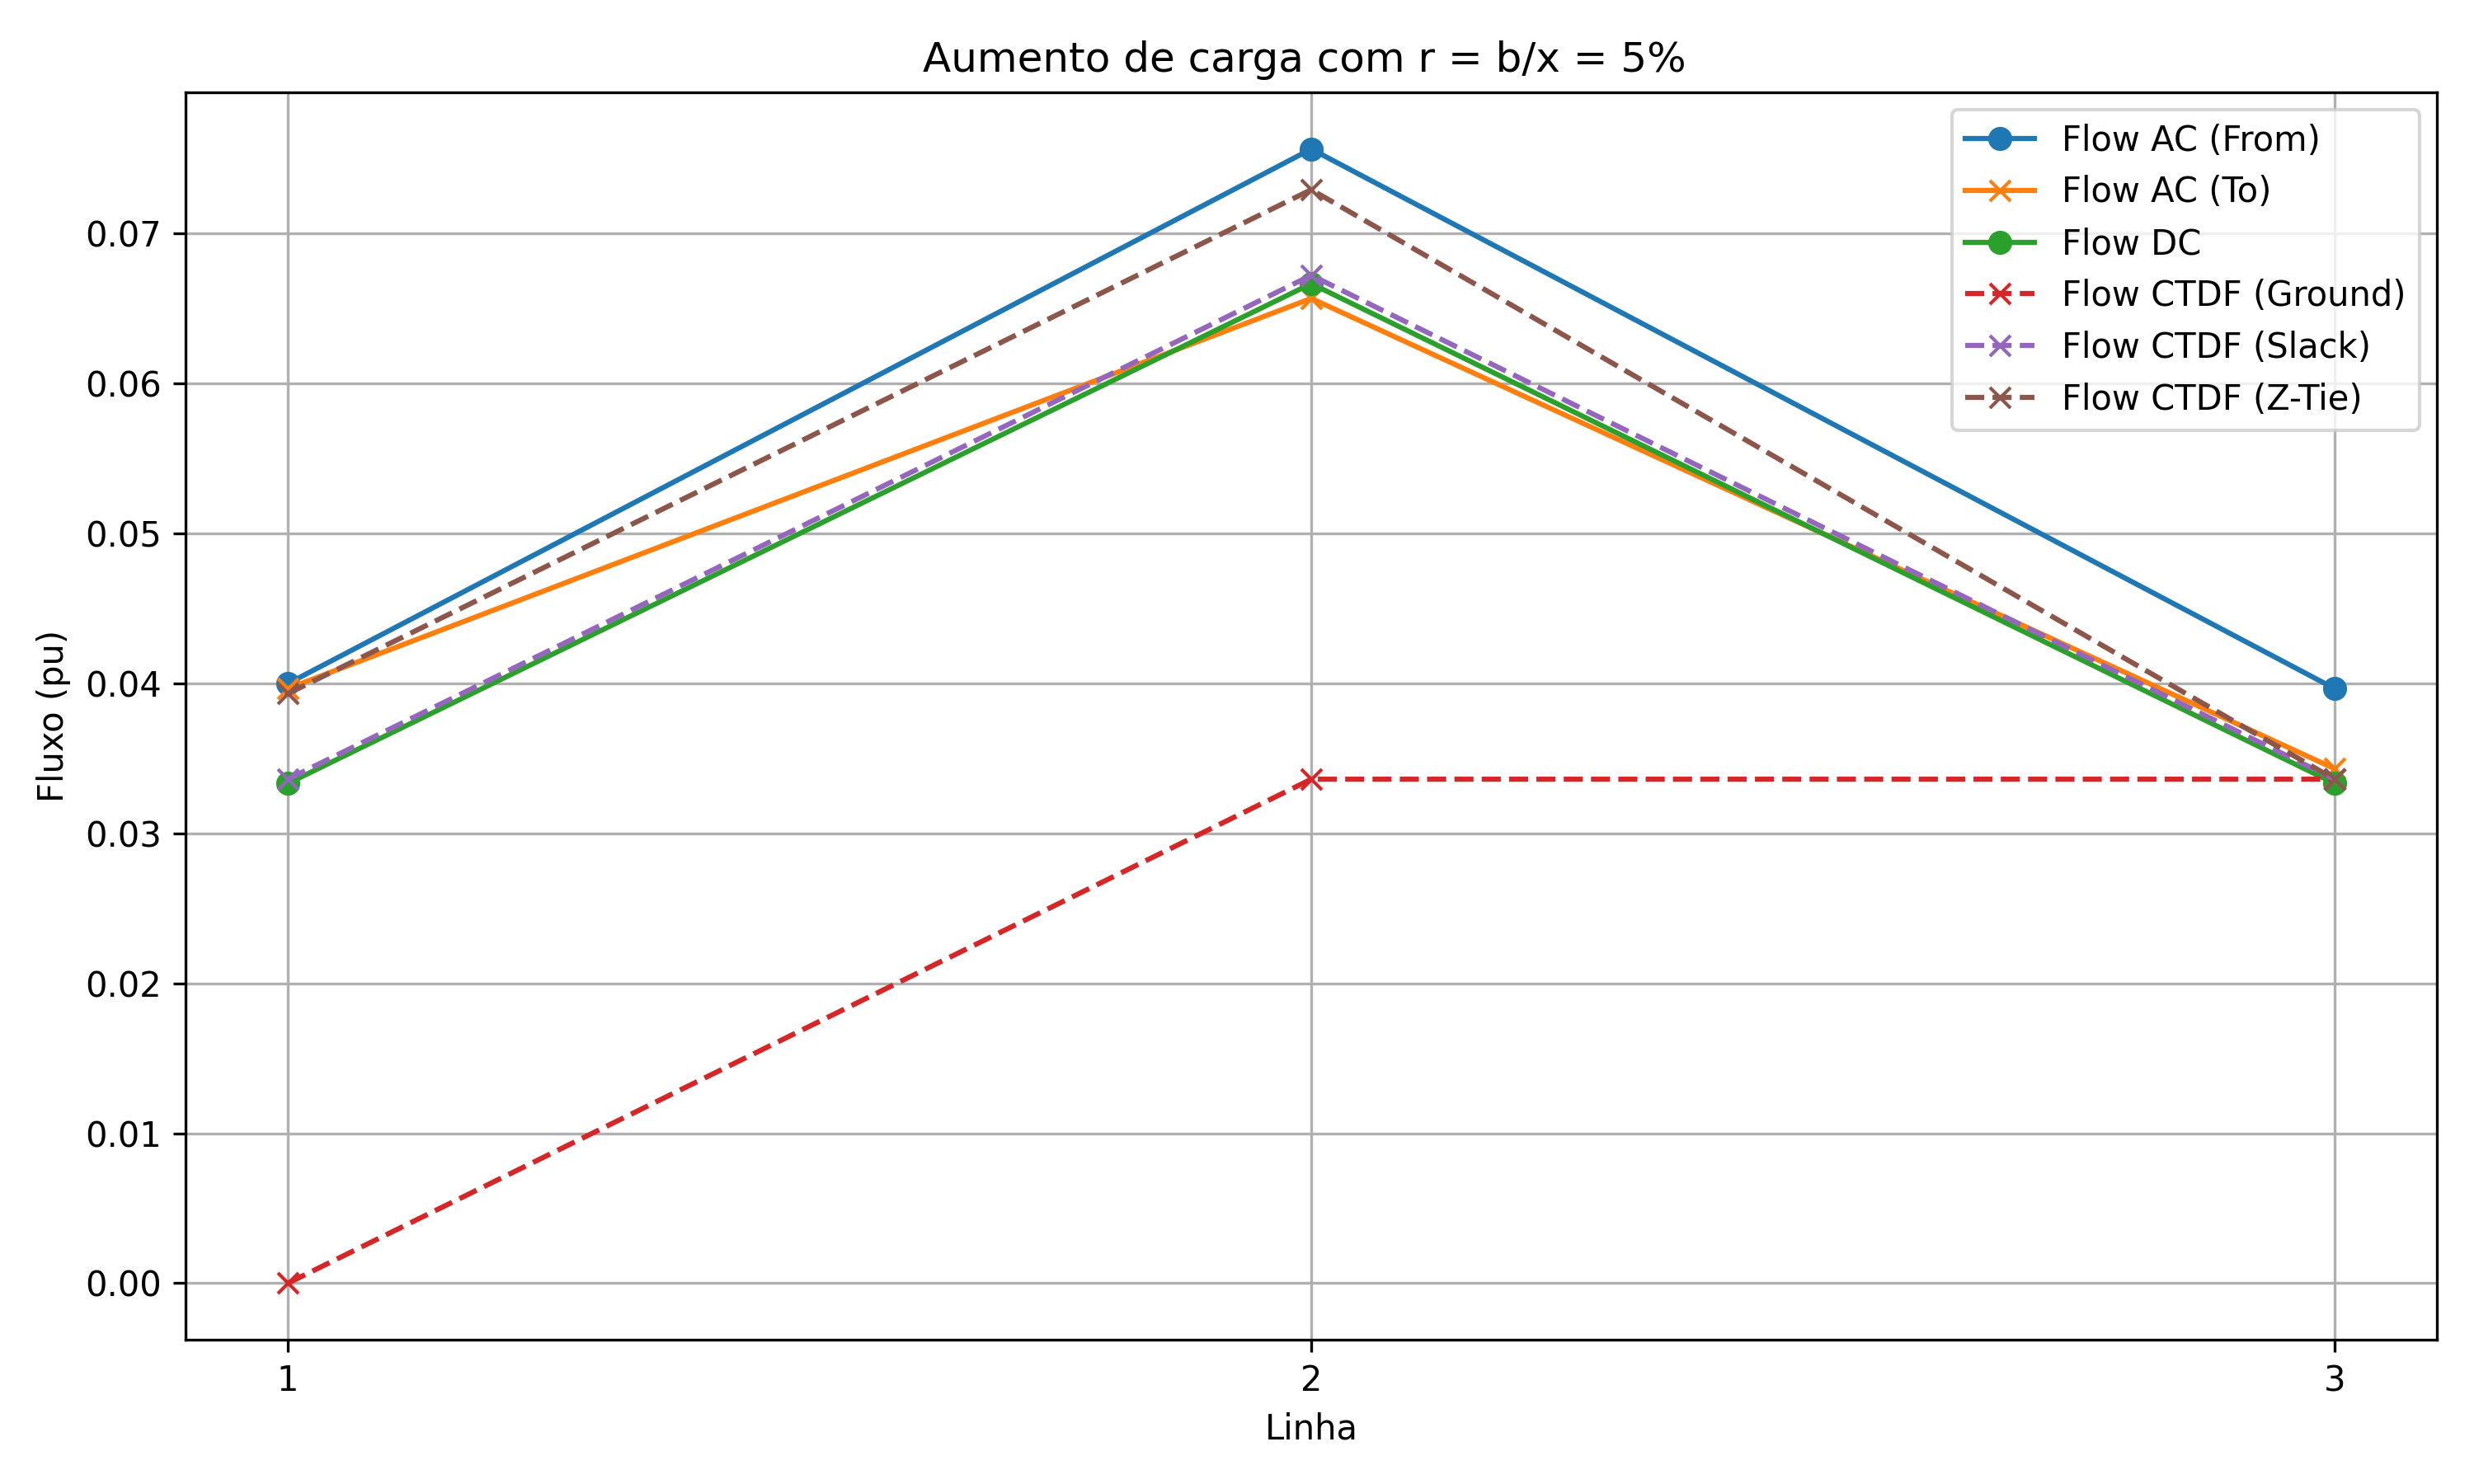 Aumento de carga com r = b/x = 5%
Flow AC (From)
Flow AC (To)
Flow DC
Flow CTDF (Ground)
Flow CTDF (Slack)
Flow CTDF (Z-Tie)
Fluxo (pu)
0.07
0.06
0.05
0.04
0.03
0.02
0.01
0.00
1 2 3
Linha